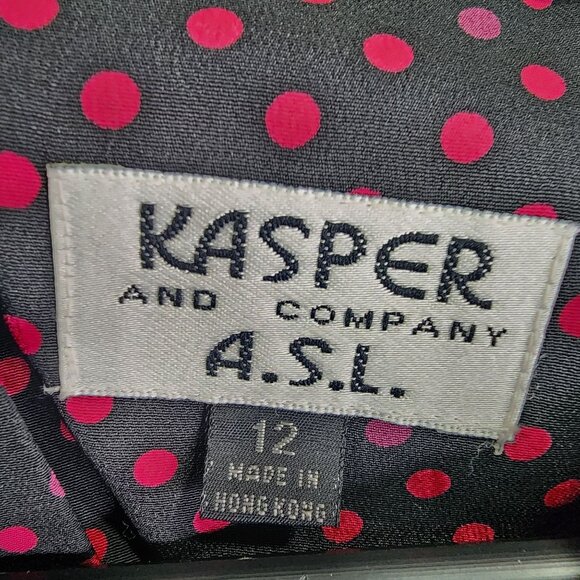 KASPER
AND COMPANY
A.S.L.
12
MADE IN
HONG KONG